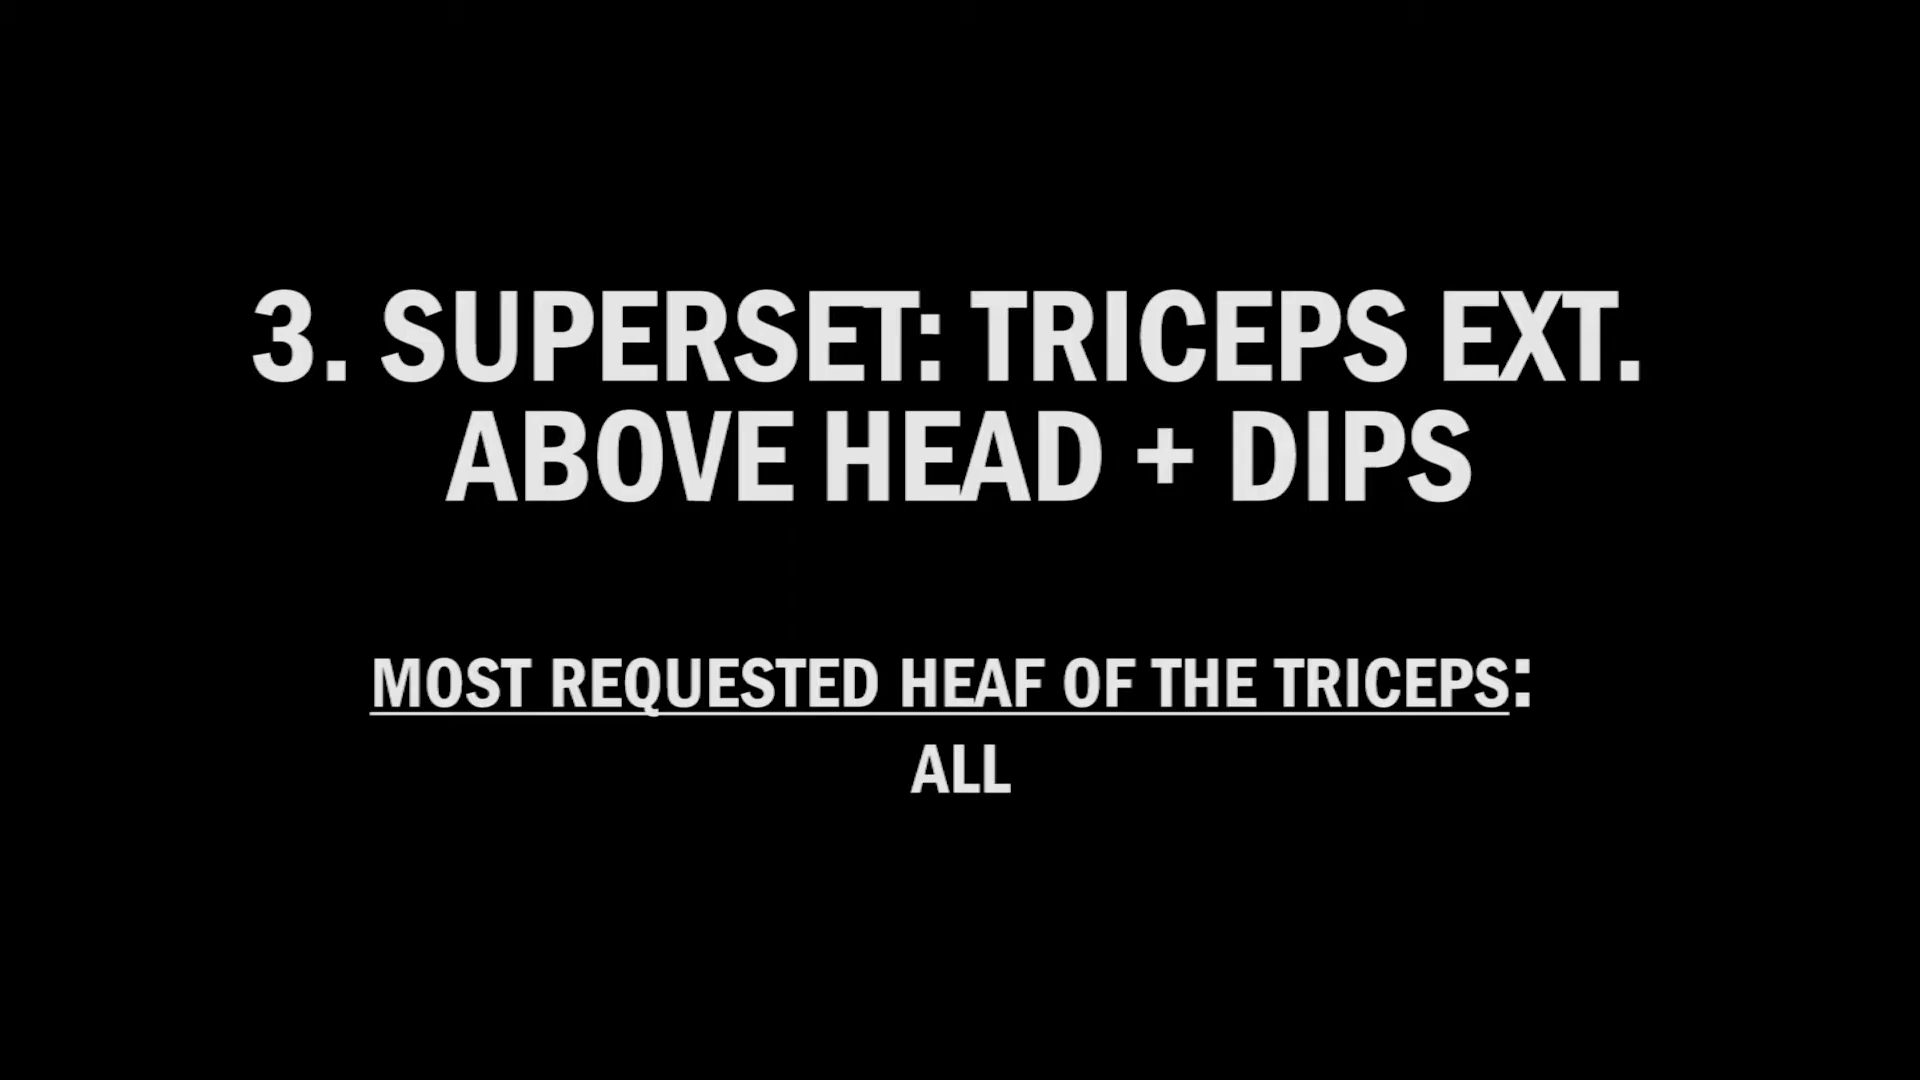 3. SUPERSET: TRICEPS EXT.
ABOVE HEAD + DIPS
MOST REQUESTED HEAF OF THE TRICEPS:
ALL